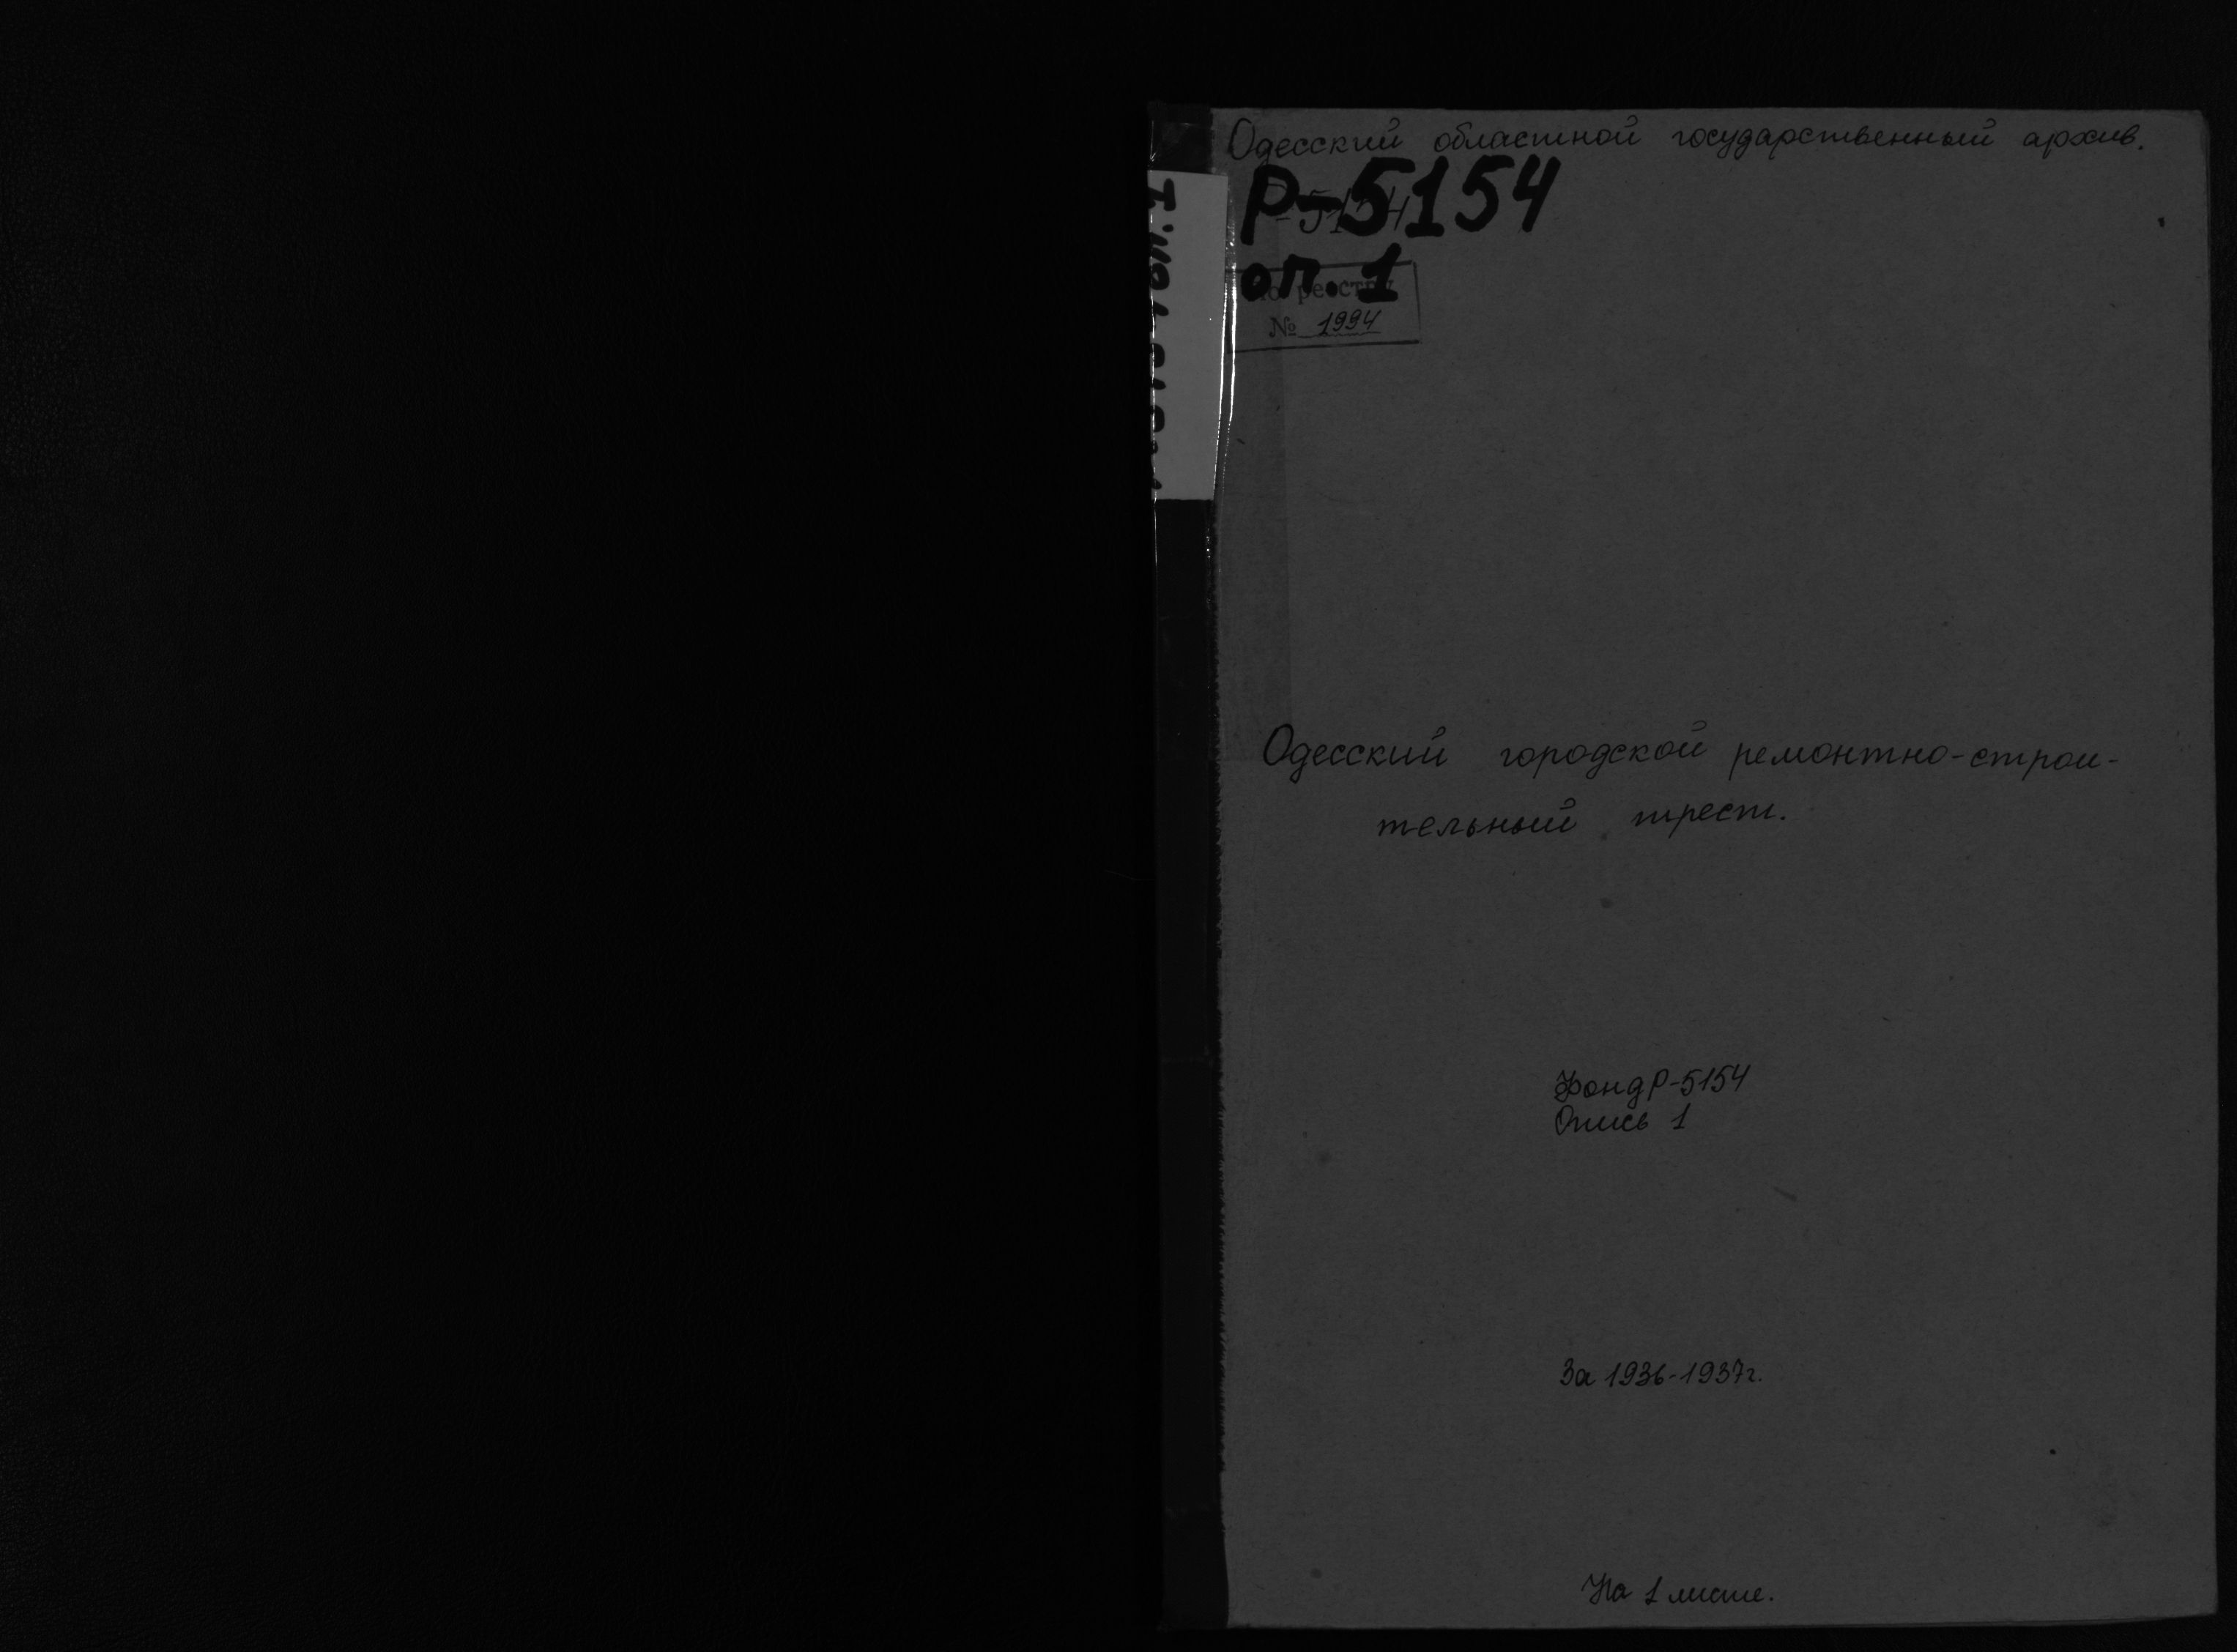 Одесский областной государственный архив.
Р-5154
оп. 1
по реестру
№ 1994
Одесский городской ремонтно-строи-
тельный трест.
Фонд Р-5154
Опись 1
За 1936-1937г.
На 1 листе.